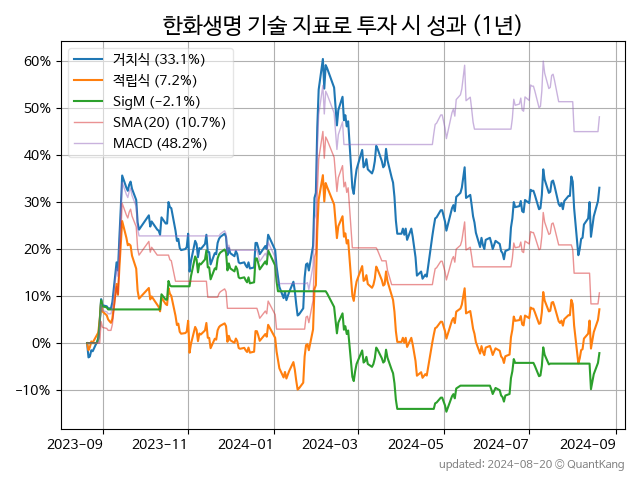 한화생명 기술 지표로 투자 시 성과 (1년)
60%
50%
40%
30%
20%
10%
0%
−10%
거치식 (33.1%)
적립식 (7.2%)
SigM (−2.1%)
SMA(20) (10.7%)
MACD (48.2%)
2023-09 2023-11 2024-01 2024-03 2024-05 2024-07 2024-09
updated: 2024-08-20 © QuantKang